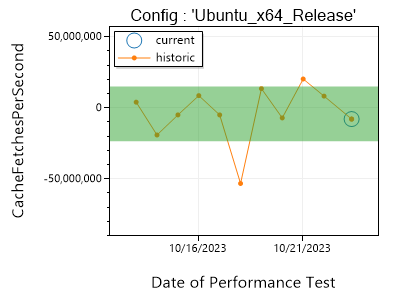 Config : 'Ubuntu_x64_Release'
50,000,000
current
historic
0
-50,000,000
CacheFetchesPerSecond
10/16/2023
10/21/2023
Date of Performance Test